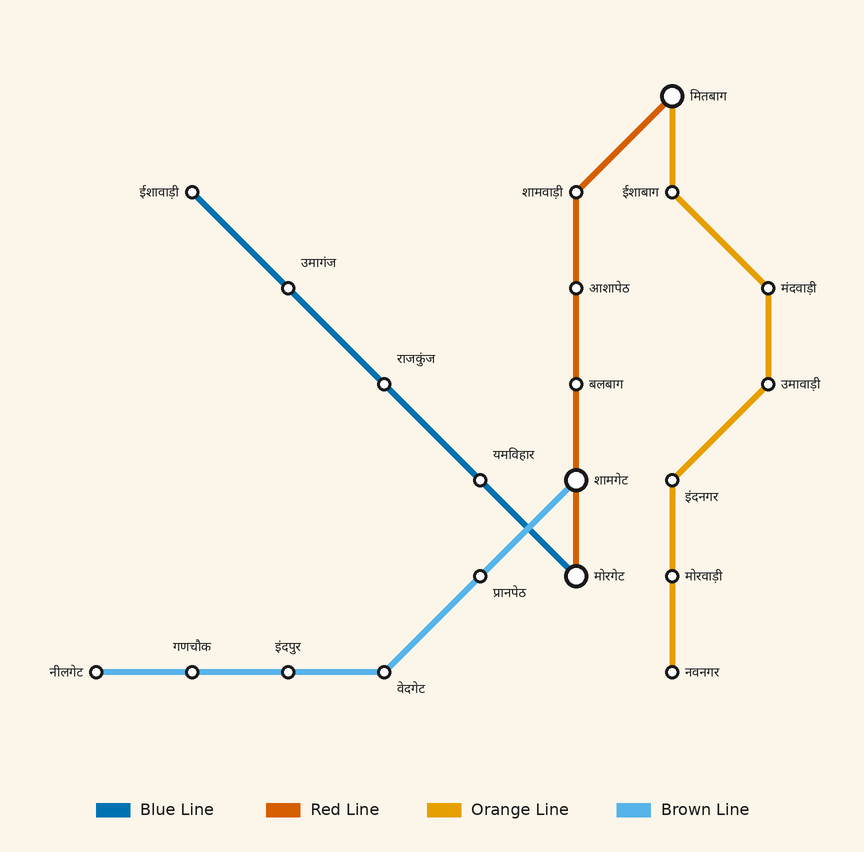 मितबाग
ईशावाड़ी
शामवाड़ी
ईशाबाग
उमागंज
आशापेठ
मंदवाड़ी
राजकुंज
बलबाग
उमावाड़ी
यमविहार
शामगेट
इंदनगर
मोरगेट
मोरवाड़ी
प्रानपेठ
गणचौक
इंदपुर
नीलगेट
वेदगेट
नवनगर
Blue Line
Red Line
Orange Line
Brown Line